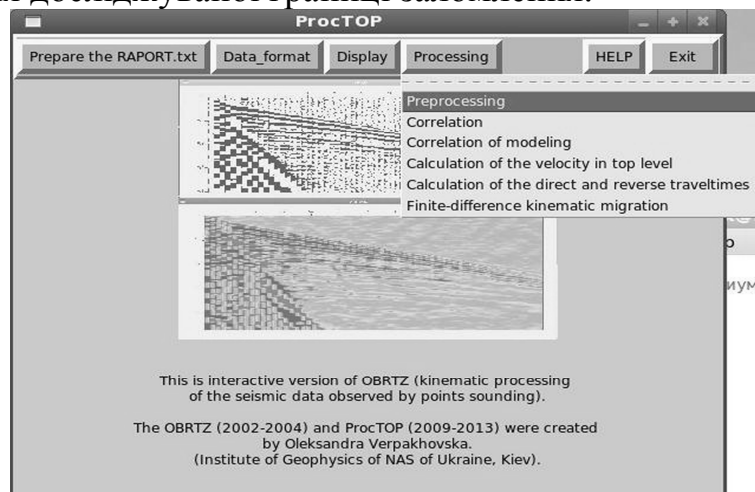 досліджуваної границі заломлення.
ProcTOP
Prepare the RAPORT.txt Data_format Display Processing HELP Exit
Preprocessing
Correlation
Correlation of modeling
Calculation of the velocity in top level
Calculation of the direct and reverse traveltimes
Finite-difference kinematic migration
This is interactive version of OBRTZ (kinematic processing
of the seismic data observed by points sounding).
The OBRTZ (2002-2004) and ProcTOP (2009-2013) were created
by Oleksandra Verpakhovska.
(Institute of Geophysics of NAS of Ukraine, Kiev).